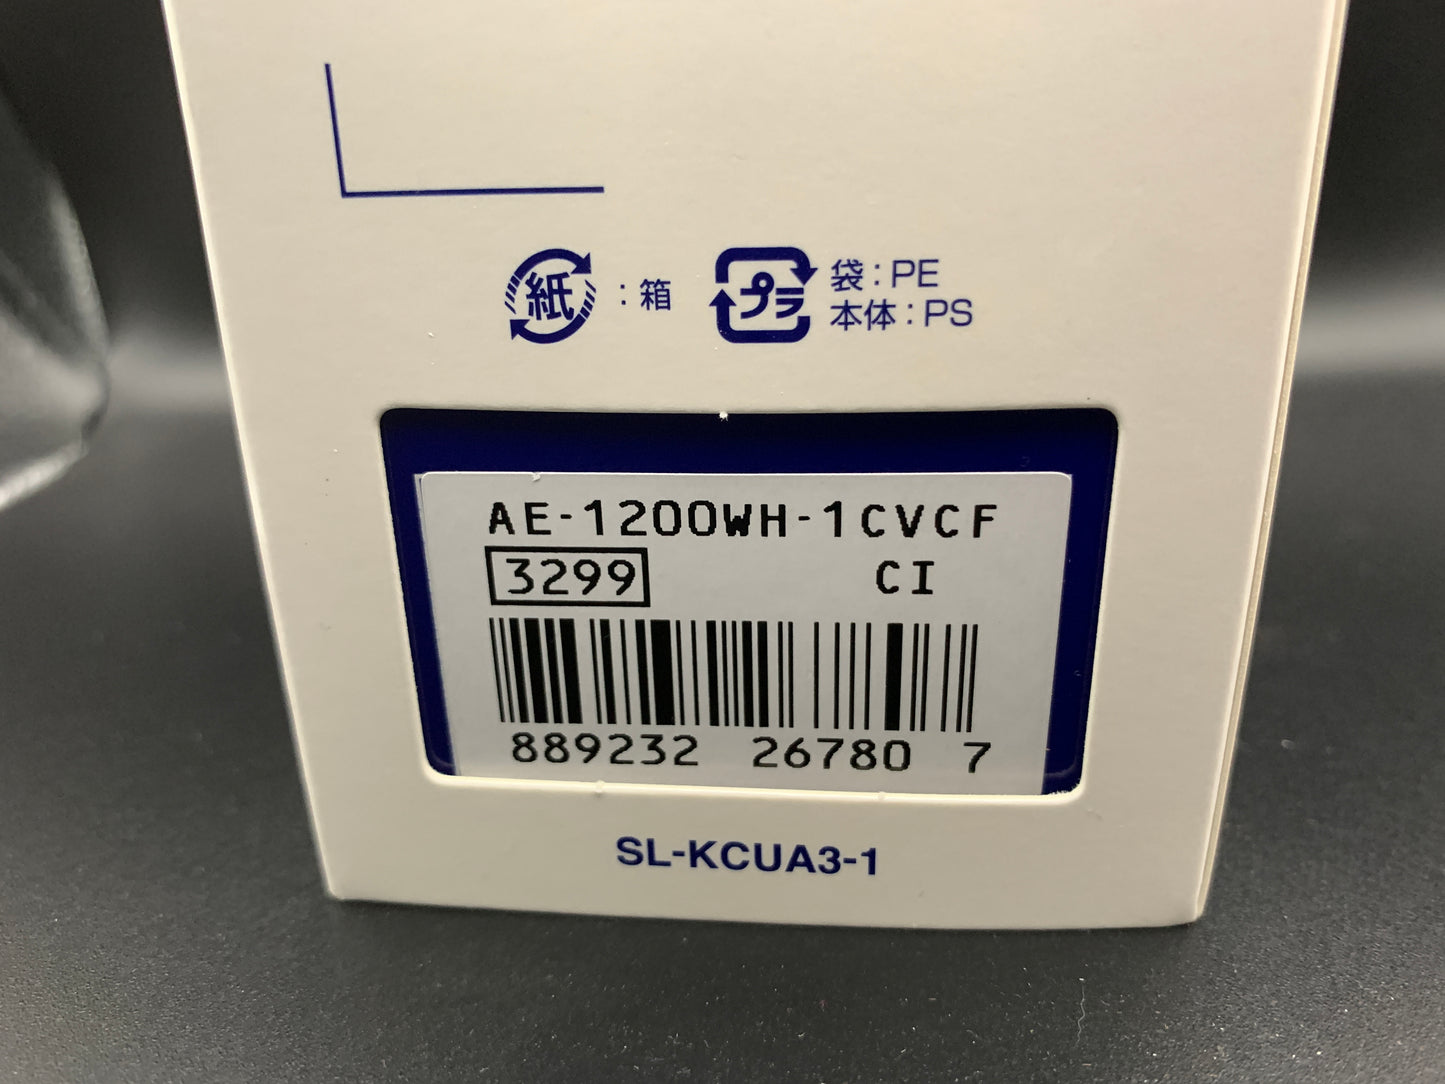 紙 : 箱
プラ 袋 : PE
本体 : PS
AE-1200WH-1CVCF
3299 CI
889232 26780 7
SL-KCUA3-1